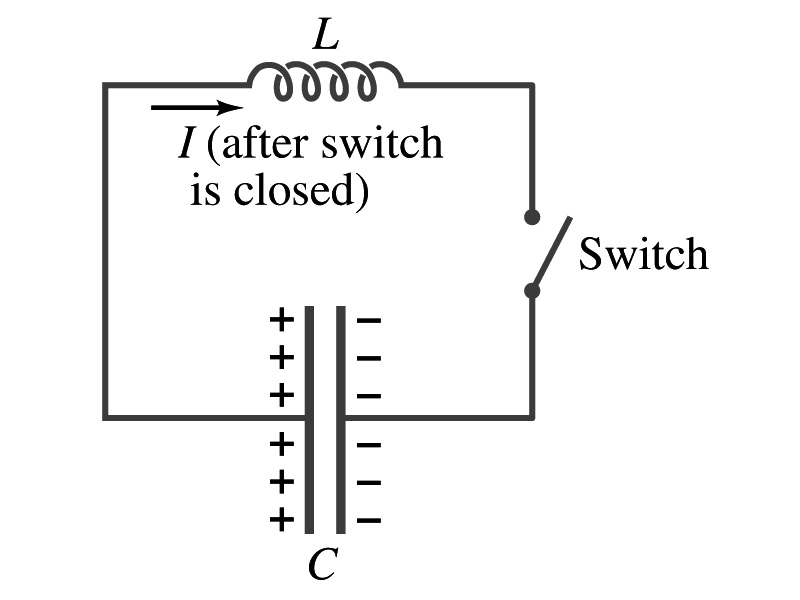 L
I (after switch
is closed)
Switch
+ −
+ −
+ −
+ −
+ −
+ −
C